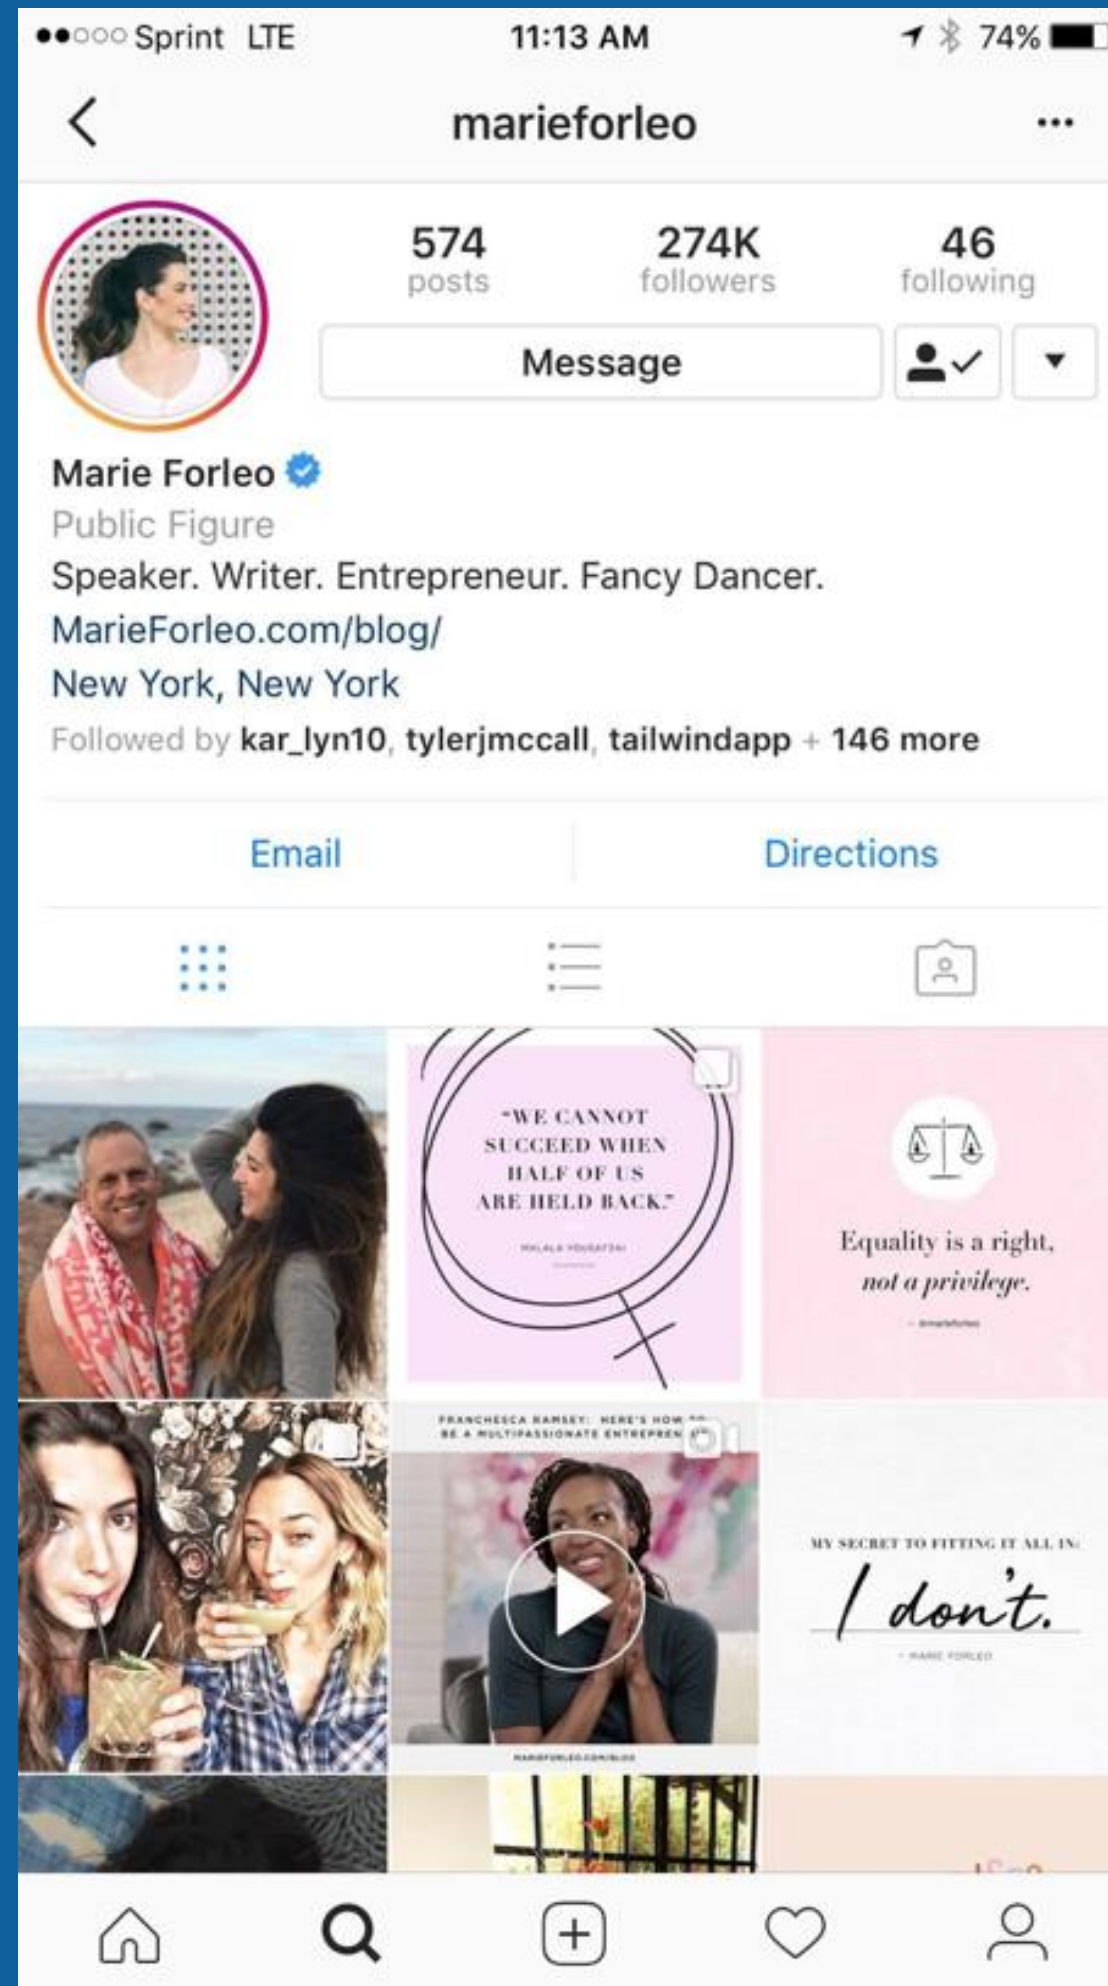 Sprint LTE 11:13 AM 74%
marieforleo
574 274K 46
posts followers following
Message
Marie Forleo
Public Figure
Speaker. Writer. Entrepreneur. Fancy Dancer.
MarieForleo.com/blog/
New York, New York
Followed by kar_lyn10, tylerjmccall, tailwindapp + 146 more
Email Directions
"WE CANNOT
SUCCEED WHEN
HALF OF US
ARE HELD BACK."
MALALA YOUSAFZAI
Equality is a right,
not a privilege.
- @marieforleo
FRANCHESCA RAMSEY: HERE'S HOW TO
BE A MULTIPASSIONATE
MARIEFORLEO.COM/BLOG
MY SECRET TO FITTING IT ALL IN:
I don't.
- MARIE FORLEO